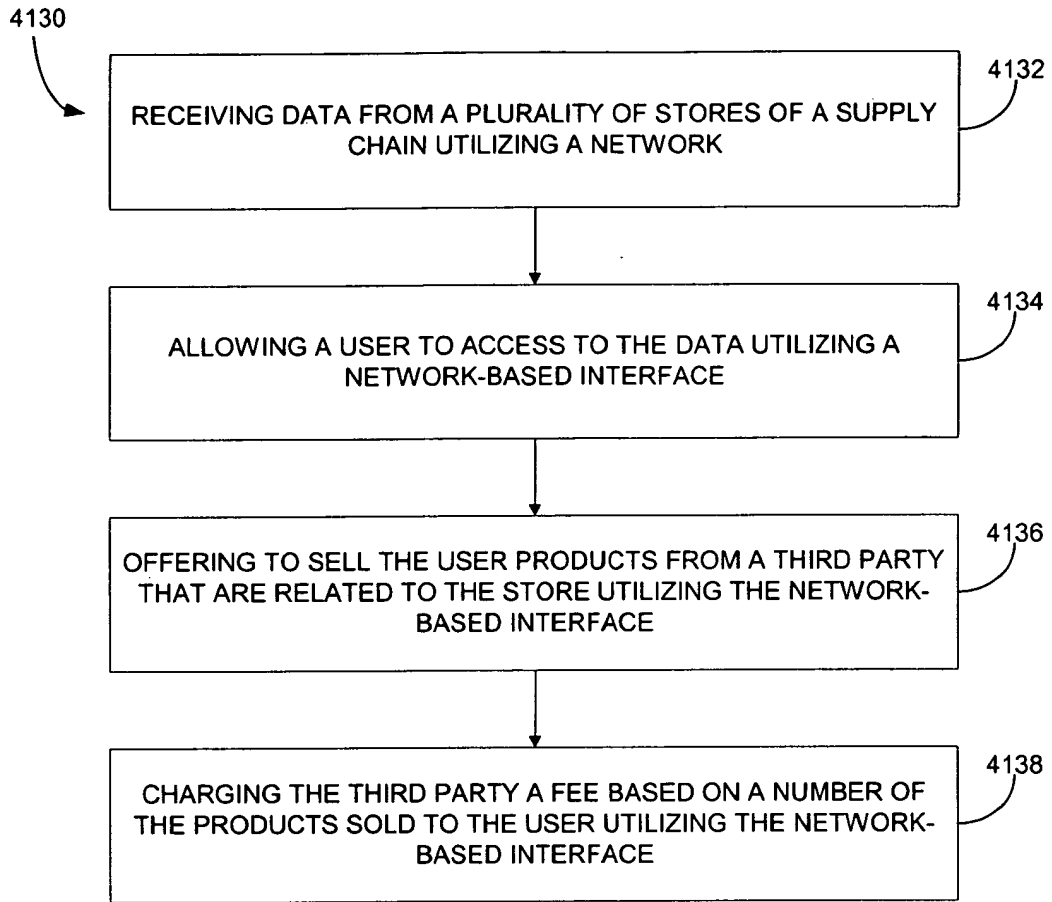 4130
4132
RECEIVING DATA FROM A PLURALITY OF STORES OF A SUPPLY
CHAIN UTILIZING A NETWORK
4134
ALLOWING A USER TO ACCESS TO THE DATA UTILIZING A
NETWORK-BASED INTERFACE
4136
OFFERING TO SELL THE USER PRODUCTS FROM A THIRD PARTY
THAT ARE RELATED TO THE STORE UTILIZING THE NETWORK-
BASED INTERFACE
4138
CHARGING THE THIRD PARTY A FEE BASED ON A NUMBER OF
THE PRODUCTS SOLD TO THE USER UTILIZING THE NETWORK-
BASED INTERFACE